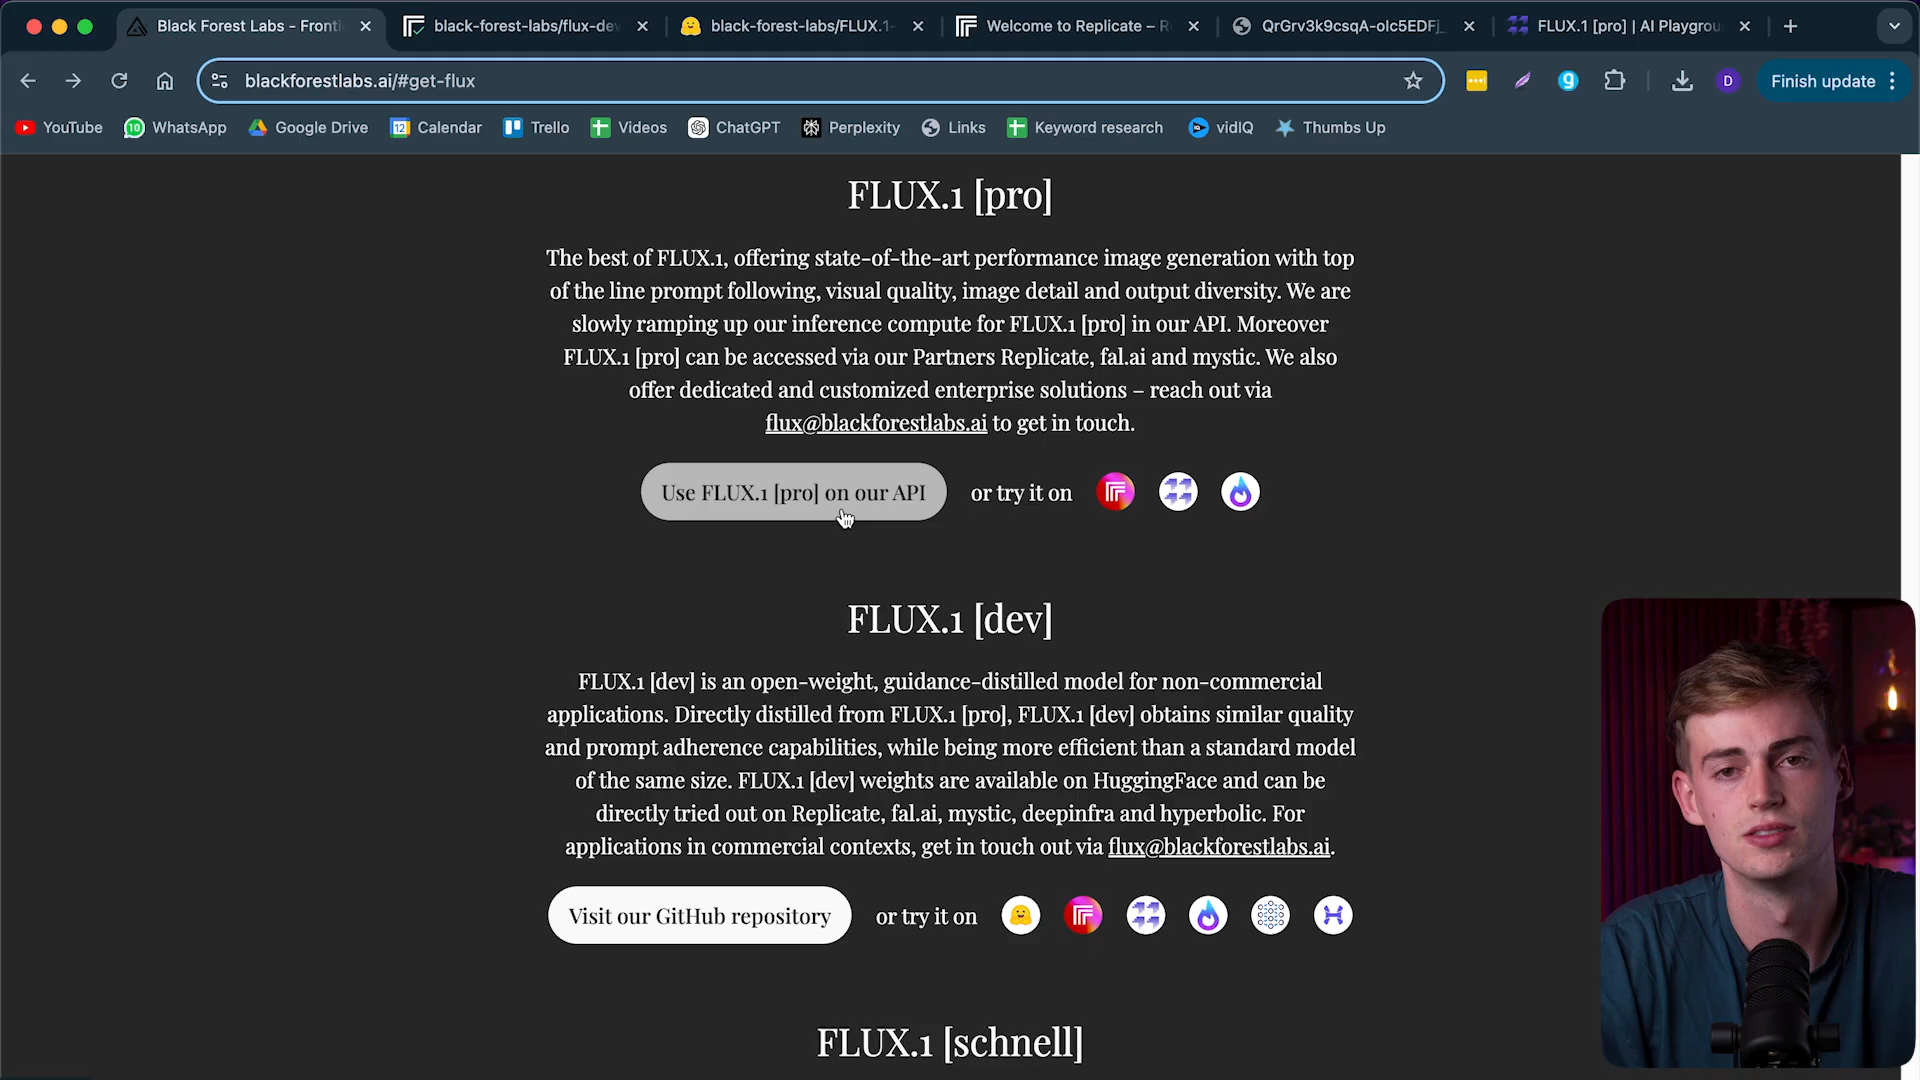 Black Forest Labs - Fronti
black-forest-labs/flux-dev
black-forest-labs/FLUX.1-
Welcome to Replicate – R
QrGrv3k9csqA-olc5EDFj_
FLUX.1 [pro] | AI Playgrou
blackforestlabs.ai/#get-flux
D
Finish update
YouTube
10
WhatsApp
Google Drive
12
Calendar
Trello
Videos
ChatGPT
Perplexity
Links
Keyword research
vidIQ
Thumbs Up
FLUX.1 [pro]
The best of FLUX.1, offering state-of-the-art performance image generation with top
of the line prompt following, visual quality, image detail and output diversity. We are
slowly ramping up our inference compute for FLUX.1 [pro] in our API. Moreover
FLUX.1 [pro] can be accessed via our Partners Replicate, fal.ai and mystic. We also
offer dedicated and customized enterprise solutions – reach out via
flux@blackforestlabs.ai to get in touch.
Use FLUX.1 [pro] on our API
or try it on
FLUX.1 [dev]
FLUX.1 [dev] is an open-weight, guidance-distilled model for non-commercial
applications. Directly distilled from FLUX.1 [pro], FLUX.1 [dev] obtains similar quality
and prompt adherence capabilities, while being more efficient than a standard model
of the same size. FLUX.1 [dev] weights are available on HuggingFace and can be
directly tried out on Replicate, fal.ai, mystic, deepinfra and hyperbolic. For
applications in commercial contexts, get in touch out via flux@blackforestlabs.ai.
Visit our GitHub repository
or try it on
FLUX.1 [schnell]